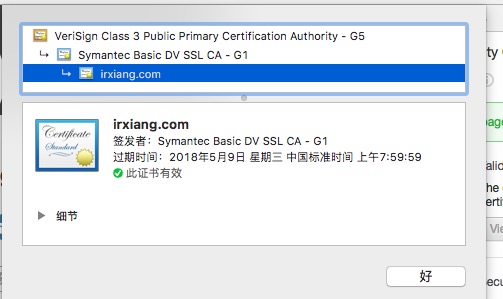 VeriSign Class 3 Public Primary Certification Authority - G5
Symantec Basic DV SSL CA - G1
irxiang.com
Certificate
Standard
irxiang.com
签发者：Symantec Basic DV SSL CA - G1
过期时间：2018年5月9日 星期三 中国标准时间 上午7:59:59
此证书有效
细节
好